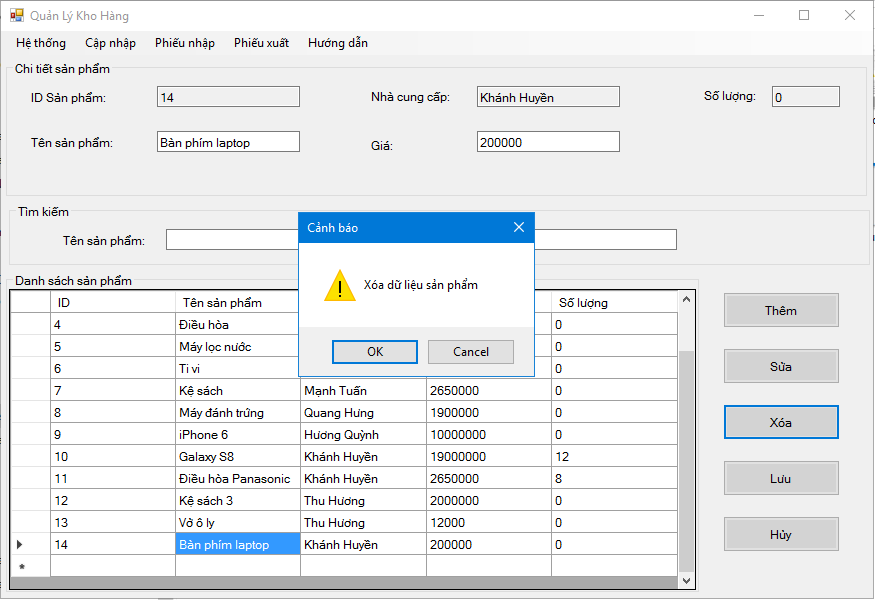 Quản Lý Kho Hàng
Hệ thống Cập nhập Phiếu nhập Phiếu xuất Hướng dẫn
Chi tiết sản phẩm
ID Sản phẩm: 14 Nhà cung cấp: Khánh Huyền Số lượng: 0
Tên sản phẩm: Bàn phím laptop Giá: 200000
Tìm kiếm
Tên sản phẩm:
Cảnh báo
Xóa dữ liệu sản phẩm
OK Cancel
Danh sách sản phẩm
ID Tên sản phẩm Số lượng
4 Điều hòa 0
5 Máy lọc nước 0
6 Ti vi 0
7 Kệ sách Mạnh Tuấn 2650000 0
8 Máy đánh trứng Quang Hưng 1900000 0
9 iPhone 6 Hương Quỳnh 10000000 0
10 Galaxy S8 Khánh Huyền 19000000 12
11 Điều hòa Panasonic Khánh Huyền 2650000 8
12 Kệ sách 3 Thu Hương 2000000 0
13 Vở ô ly Thu Hương 12000 0
14 Bàn phím laptop Khánh Huyền 200000 0
*
Thêm
Sửa
Xóa
Lưu
Hủy